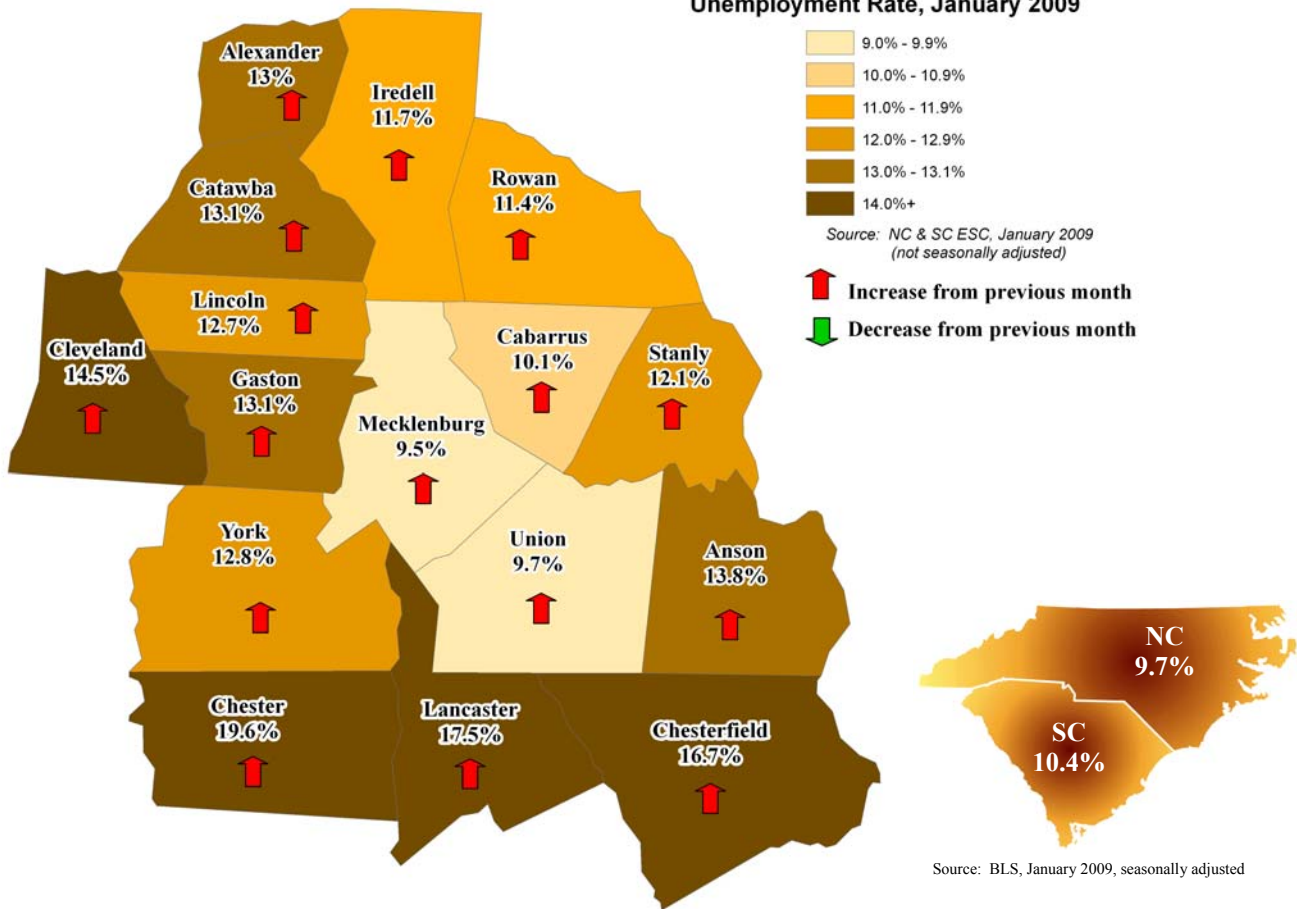 Unemployment Rate, January 2009
9.0% - 9.9%
10.0% - 10.9%
11.0% - 11.9%
12.0% - 12.9%
13.0% - 13.1%
14.0%+
Source: NC & SC ESC, January 2009
(not seasonally adjusted)
Increase from previous month
Decrease from previous month
Alexander
13%
Iredell
11.7%
Rowan
11.4%
Catawba
13.1%
Lincoln
12.7%
Cleveland
14.5%
Gaston
13.1%
Mecklenburg
9.5%
Cabarrus
10.1%
Stanly
12.1%
York
12.8%
Union
9.7%
Anson
13.8%
Chester
19.6%
Lancaster
17.5%
Chesterfield
16.7%
NC
9.7%
SC
10.4%
Source: BLS, January 2009, seasonally adjusted